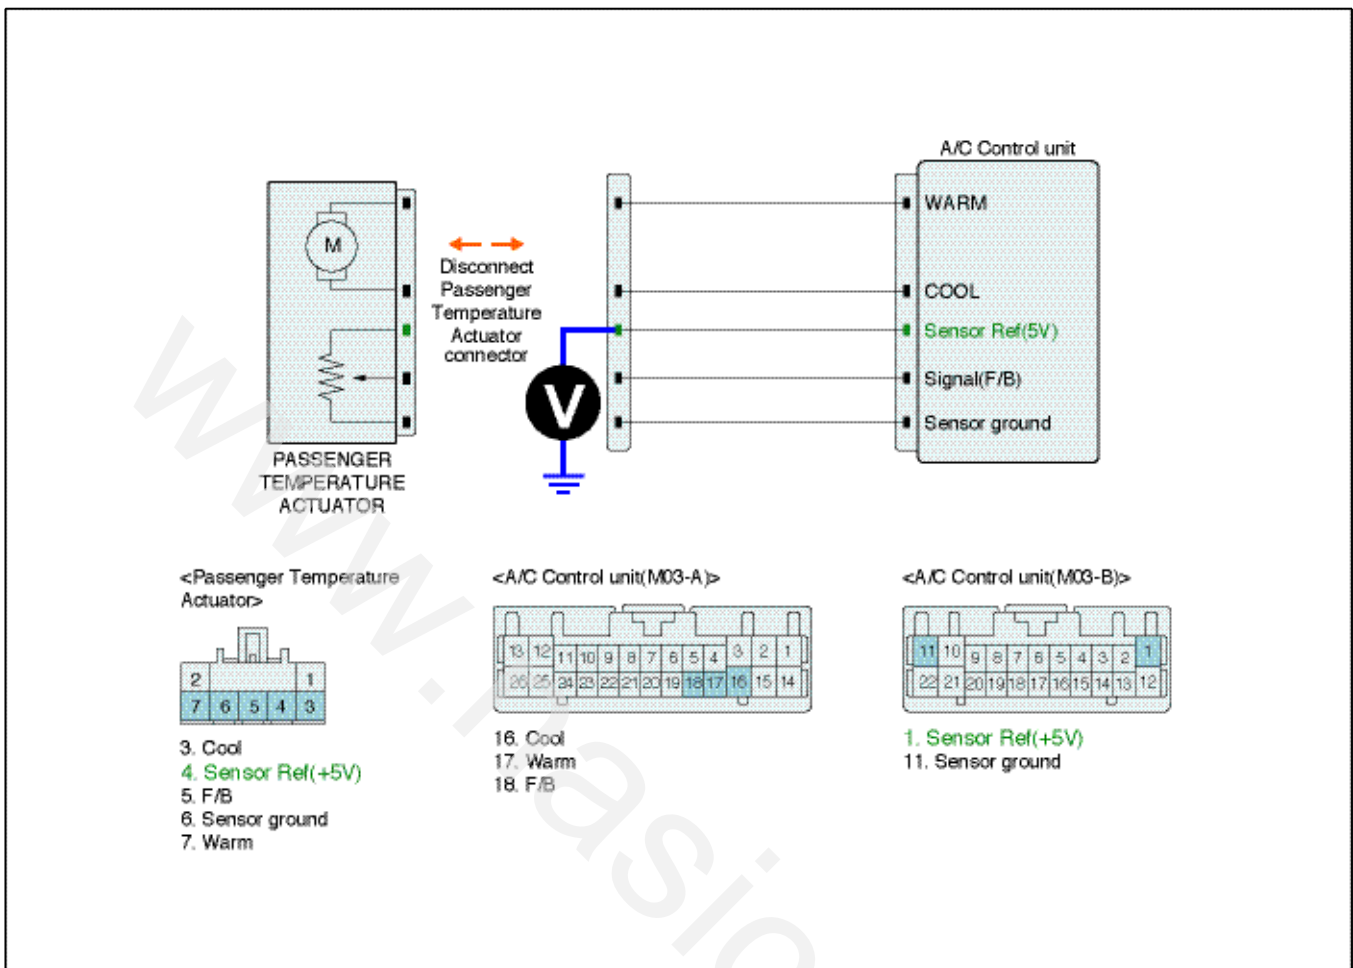 A/C Control unit
WARM
M
Disconnect
Passenger
Temperature
Actuator
connector
COOL
Sensor Ref(5V)
Signal(F/B)
V
Sensor ground
PASSENGER
TEMPERATURE
ACTUATOR
<Passenger Temperature
Actuator>
2 1
7 6 5 4 3
3. Cool
4. Sensor Ref(+5V)
5. F/B
6. Sensor ground
7. Warm
<A/C Control unit(M03-A)>
13 12 11 10 9 8 7 6 5 4 3 2 1
26 25 24 23 22 21 20 19 18 17 16 15 14
16. Cool
17. Warm
18. F/B
<A/C Control unit(M03-B)>
11 10 9 8 7 6 5 4 3 2 1
22 21 20 19 18 17 16 15 14 13 12
1. Sensor Ref(+5V)
11. Sensor ground